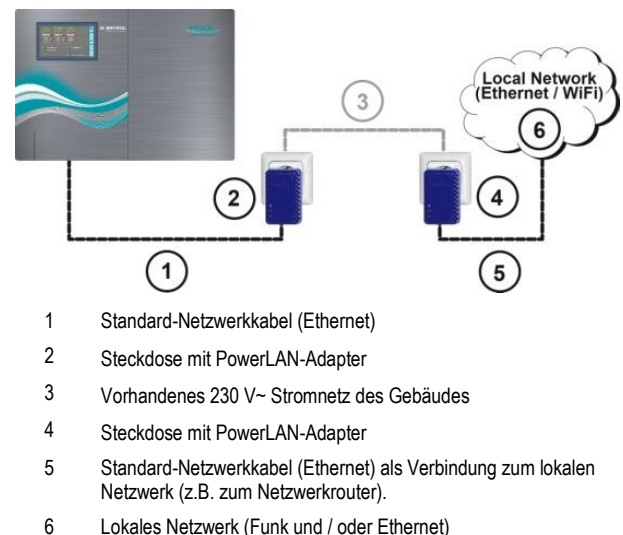 BAYROL
3
Local Network
(Ethernet / WiFi)
6
2
4
1
5
1 Standard-Netzwerkkabel (Ethernet)
2 Steckdose mit PowerLAN-Adapter
3 Vorhandenes 230 V~ Stromnetz des Gebäudes
4 Steckdose mit PowerLAN-Adapter
5 Standard-Netzwerkkabel (Ethernet) als Verbindung zum lokalen
Netzwerk (z.B. zum Netzwerkrouter).
6 Lokales Netzwerk (Funk und / oder Ethernet)